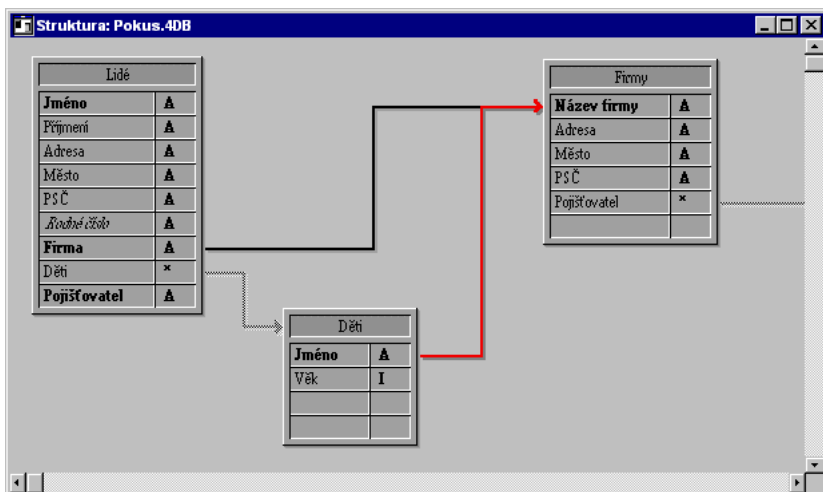 Struktura: Pokus.4DB
Lidé
Jméno A
Příjmení A
Adresa A
Město A
PSČ A
Rodné číslo A
Firma A
Děti *
Pojišťovatel A
Firmy
Název firmy A
Adresa A
Město A
PSČ A
Pojišťovatel *
Děti
Jméno A
Věk I